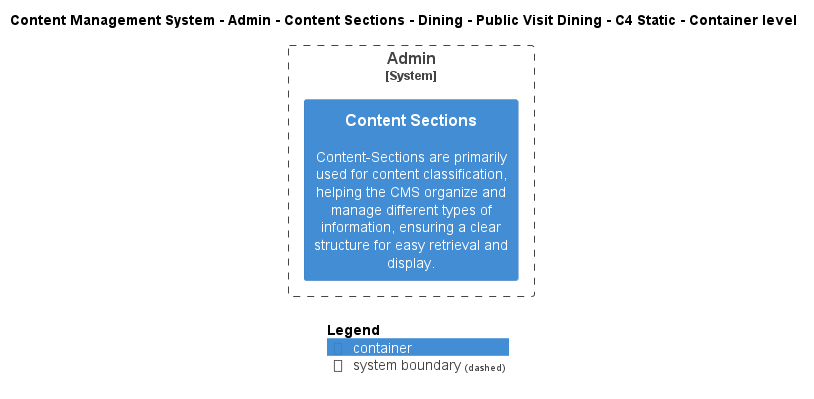 Content Management System - Admin - Content Sections - Dining - Public Visit Dining - C4 Static - Container level
Admin
[System]
Content Sections
Content-Sections are primarily
used for content classification,
helping the CMS organize and
manage different types of
information, ensuring a clear
structure for easy retrieval and
display.
Legend
container
system boundary (dashed)